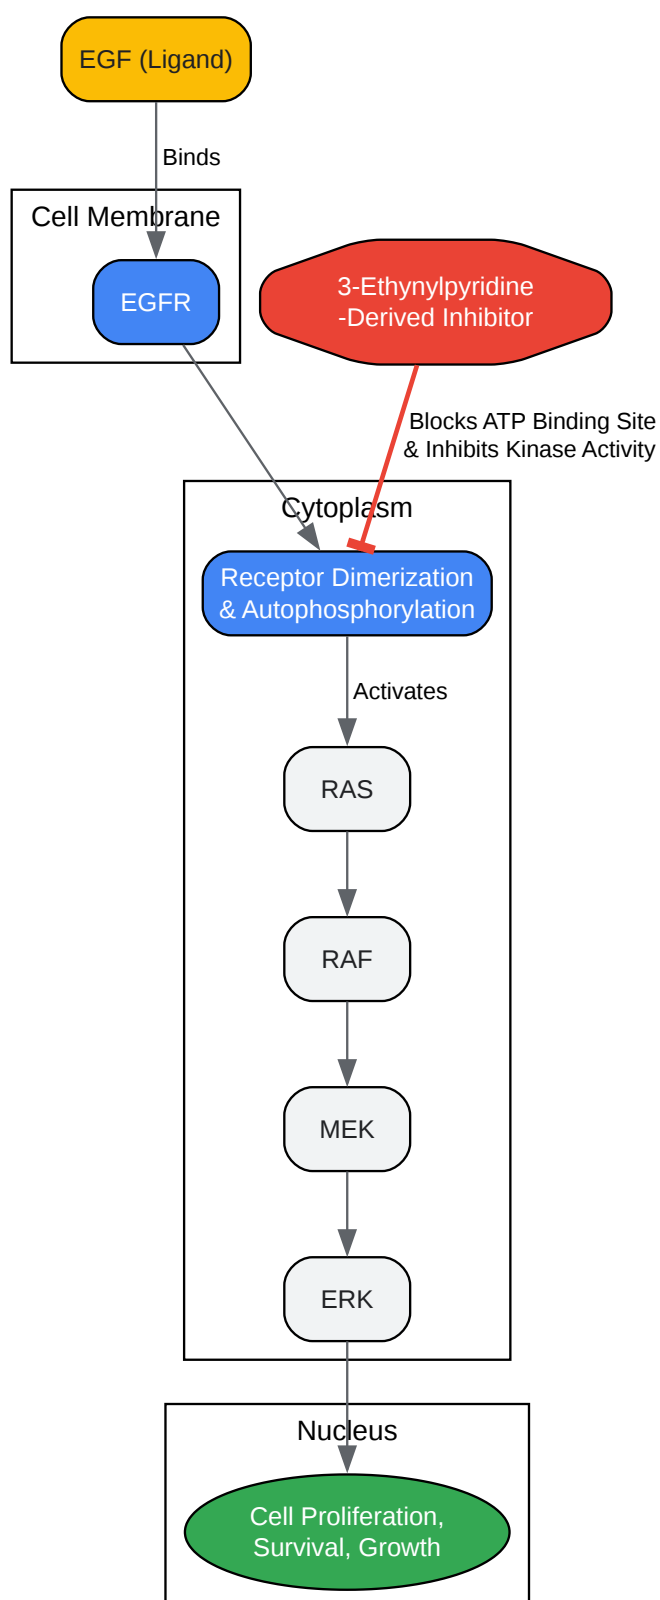 EGF (Ligand)
Binds
Cell Membrane
EGFR
3-Ethynylpyridine
-Derived Inhibitor
Blocks ATP Binding Site
& Inhibits Kinase Activity
Cytoplasm
Receptor Dimerization
& Autophosphorylation
Activates
RAS
RAF
MEK
ERK
Nucleus
Cell Proliferation,
Survival, Growth